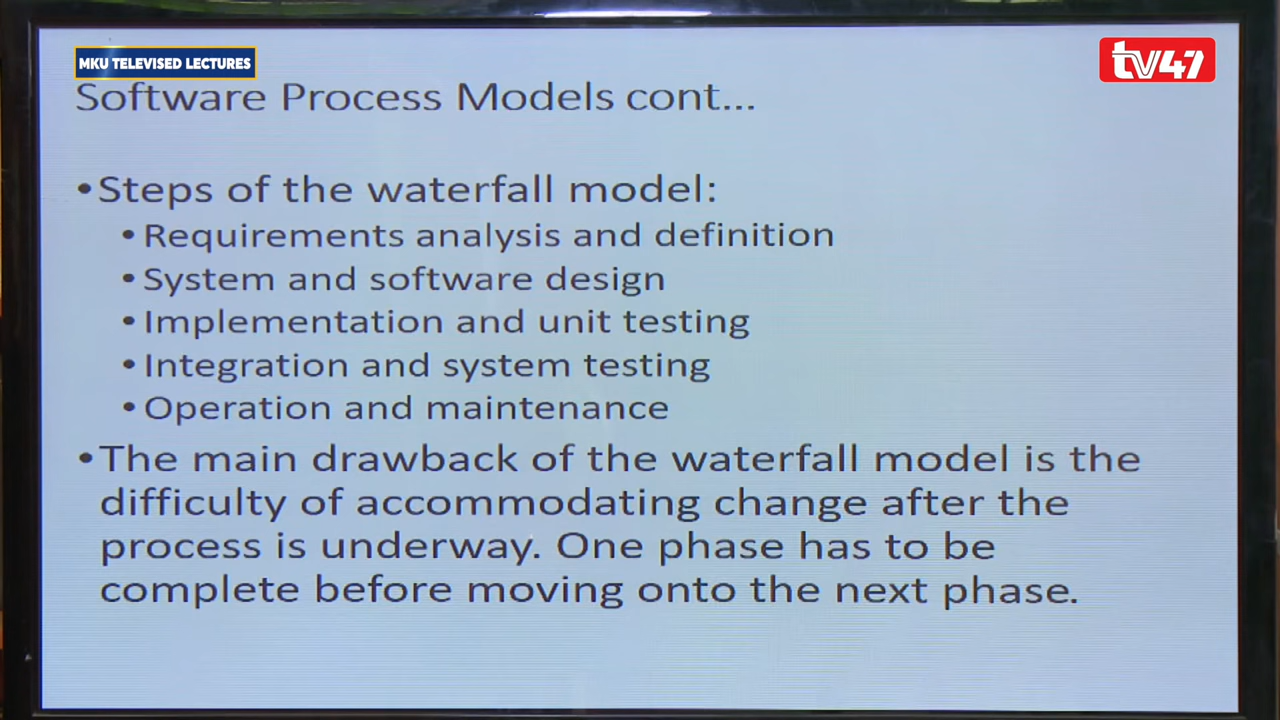 MKU TELEVISED LECTURES
tv47
Software Process Models cont...
•Steps of the waterfall model:
•Requirements analysis and definition
•System and software design
•Implementation and unit testing
•Integration and system testing
•Operation and maintenance
•The main drawback of the waterfall model is the
difficulty of accommodating change after the
process is underway. One phase has to be
complete before moving onto the next phase.